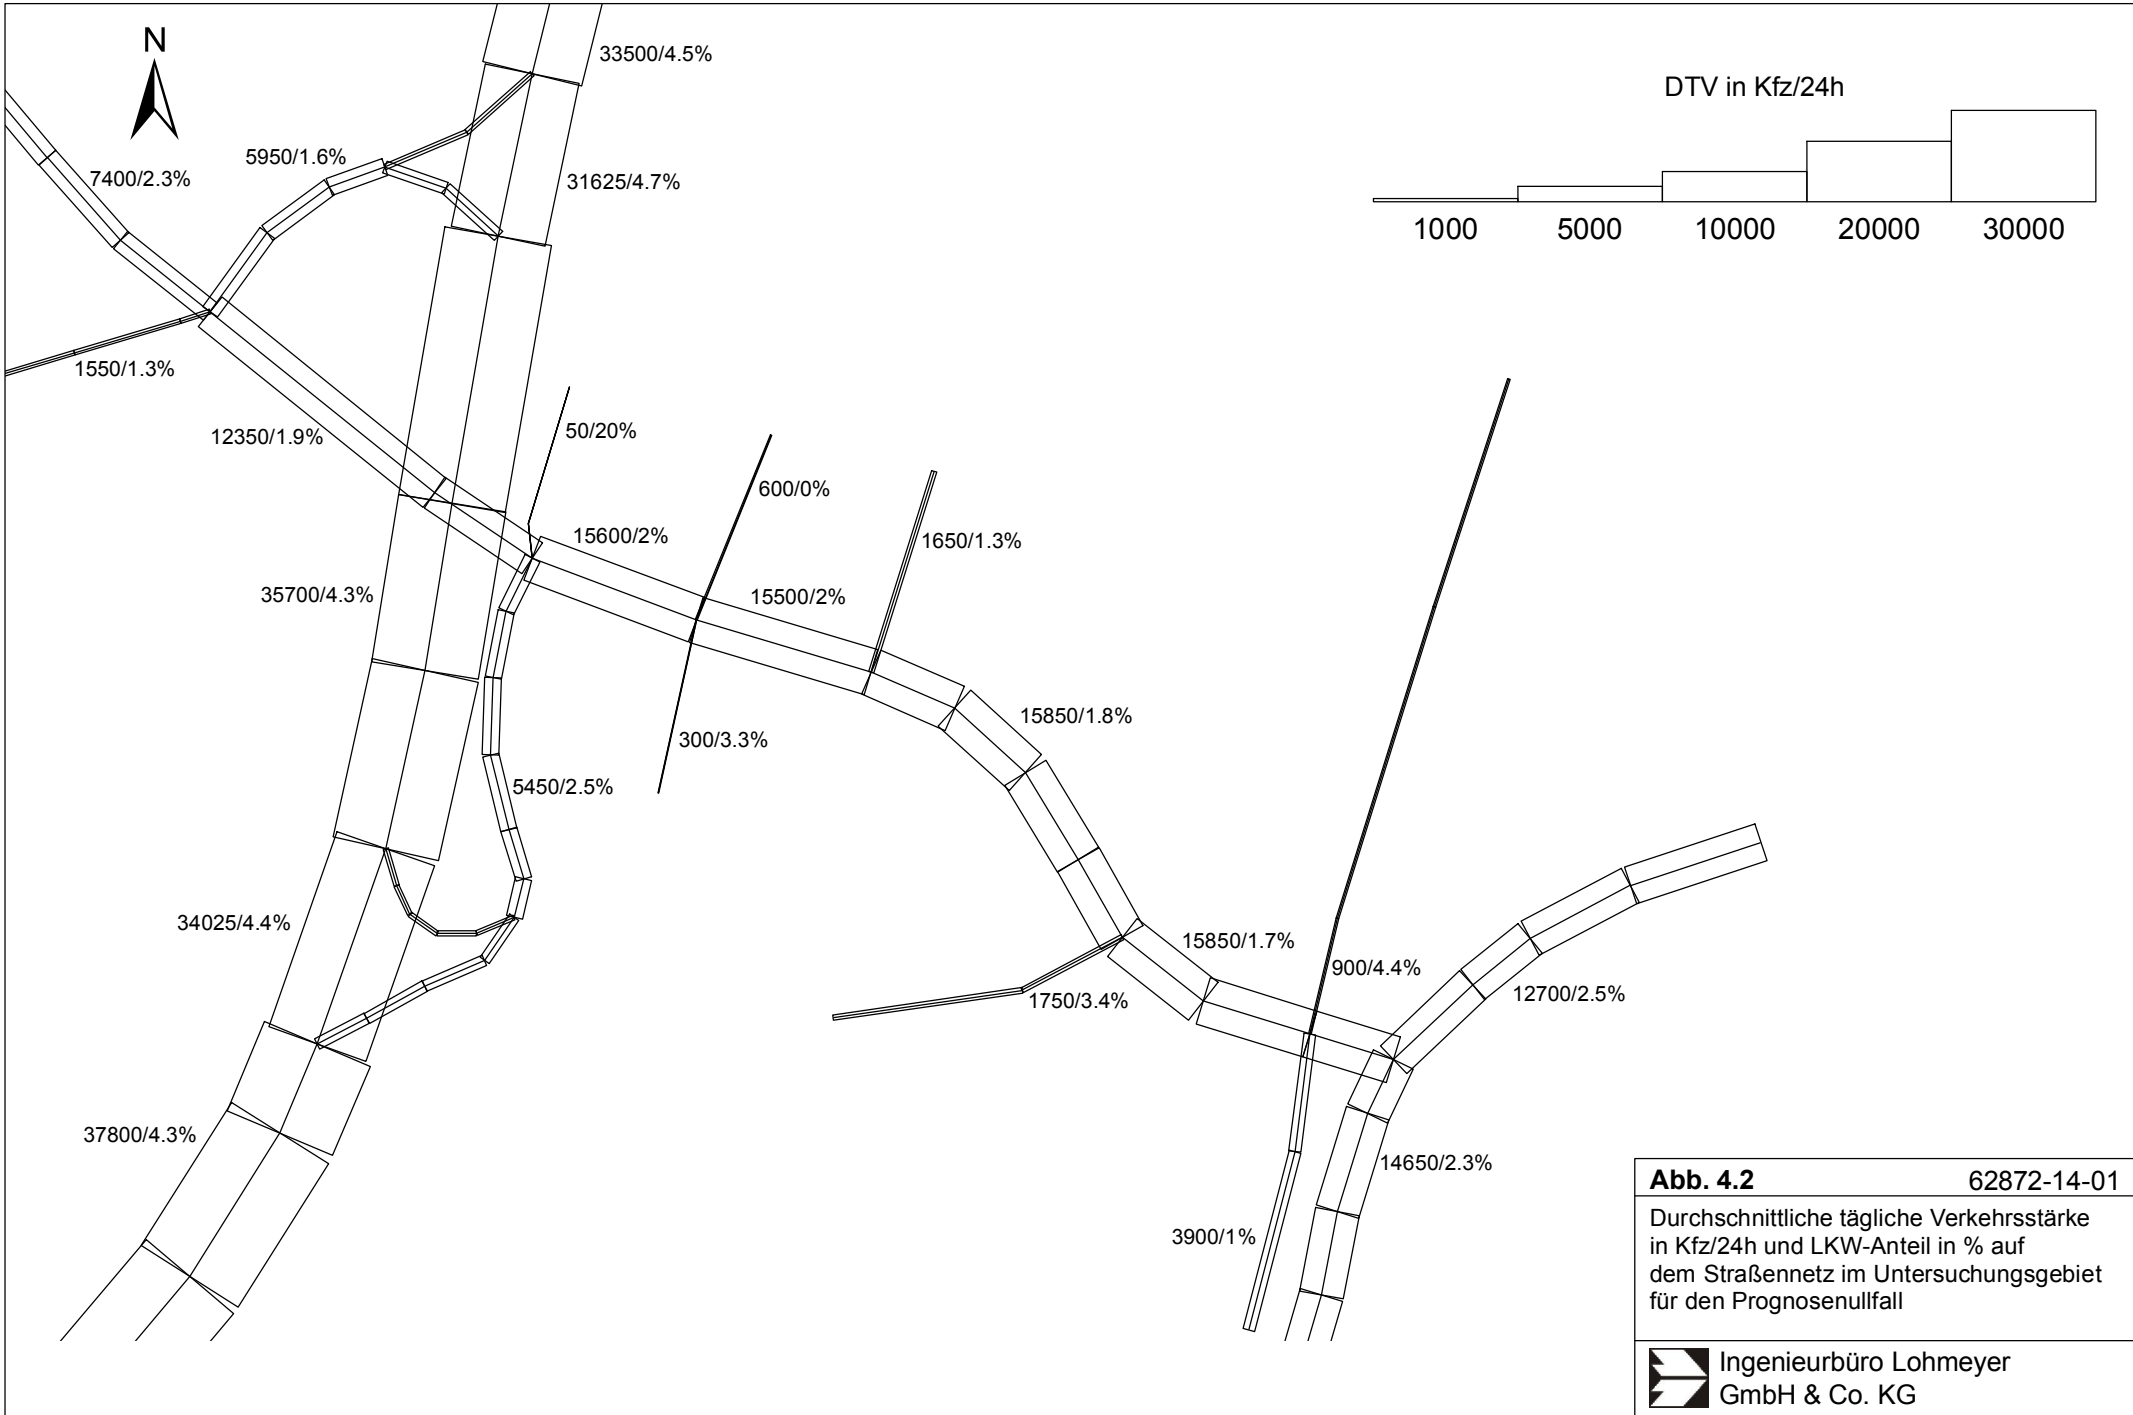 N
33500/4.5%
DTV in Kfz/24h
5950/1.6%
7400/2.3%
31625/4.7%
1000 5000 10000 20000 30000
1550/1.3%
12350/1.9%
50/20%
600/0%
15600/2%
1650/1.3%
35700/4.3%
15500/2%
15850/1.8%
300/3.3%
5450/2.5%
34025/4.4%
15850/1.7%
900/4.4%
1750/3.4%
12700/2.5%
37800/4.3%
14650/2.3%
3900/1%
Abb. 4.2 62872-14-01
Durchschnittliche tägliche Verkehrsstärke
in Kfz/24h und LKW-Anteil in % auf
dem Straßennetz im Untersuchungsgebiet
für den Prognosenullfall
Ingenieurbüro Lohmeyer
GmbH & Co. KG